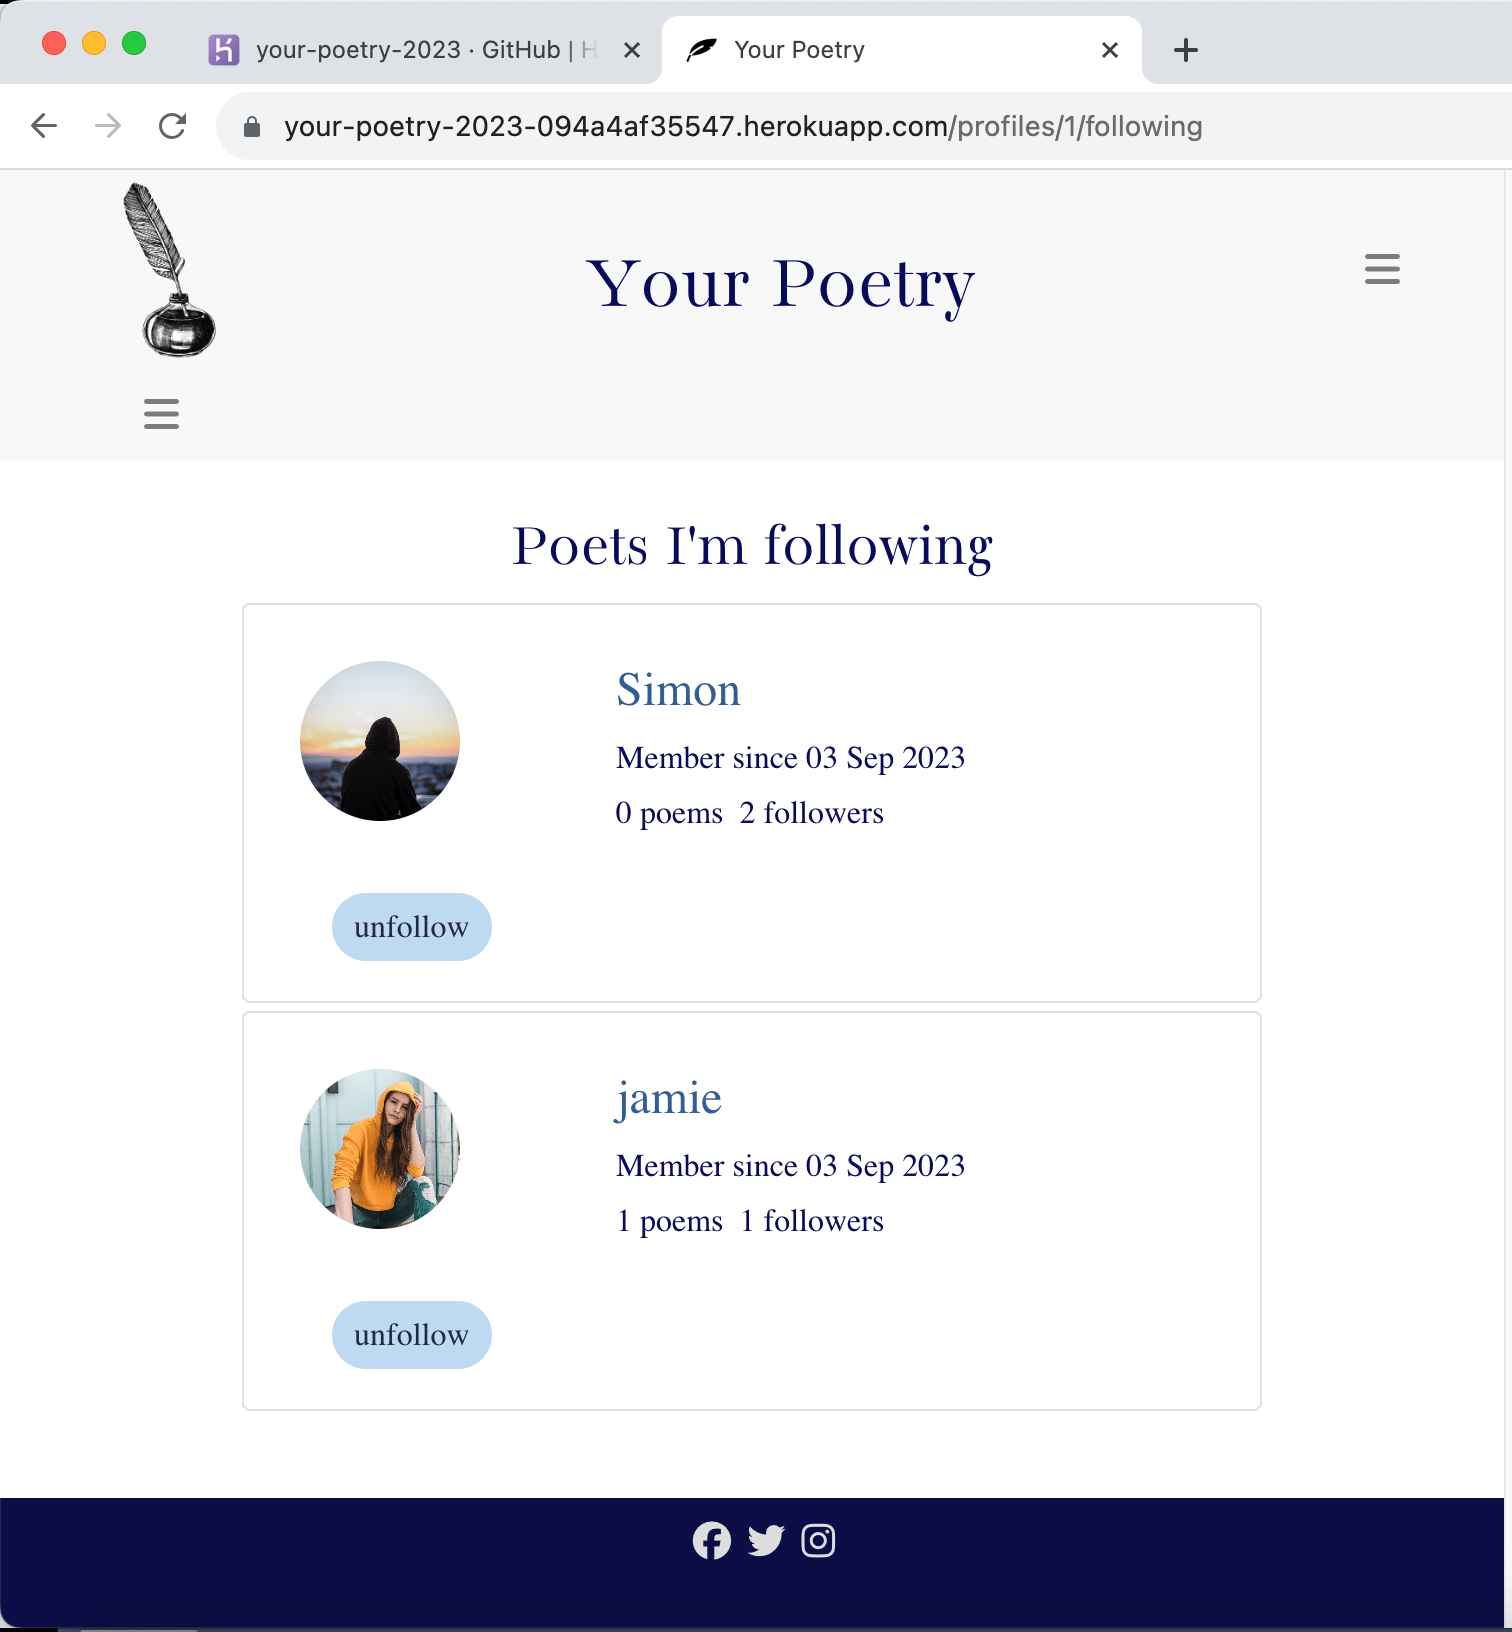 your-poetry-2023 · GitHub | H
Your Poetry
your-poetry-2023-094a4af35547.herokuapp.com/profiles/1/following
Your Poetry
Poets I'm following
Simon
Member since 03 Sep 2023
0 poems 2 followers
unfollow
jamie
Member since 03 Sep 2023
1 poems 1 followers
unfollow